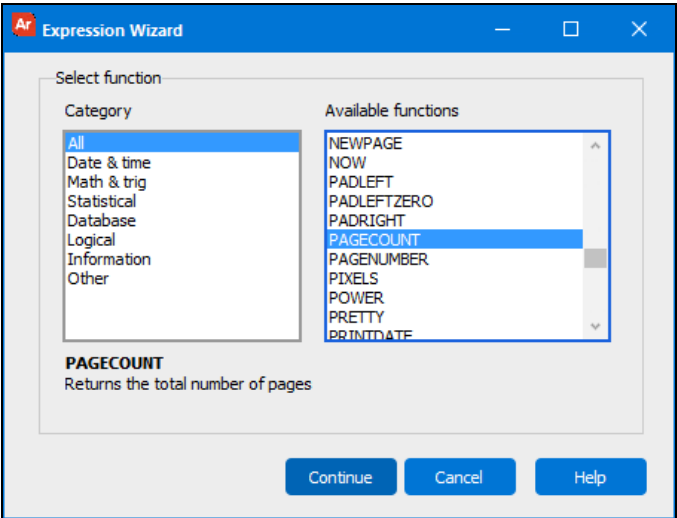 Ar Expression Wizard
Select function
Category
All
Date & time
Math & trig
Statistical
Database
Logical
Information
Other
Available functions
NEWPAGE
NOW
PADLEFT
PADLEFTZERO
PADRIGHT
PAGECOUNT
PAGENUMBER
PIXELS
POWER
PRETTY
PRINTDATE
PAGECOUNT
Returns the total number of pages
Continue Cancel Help